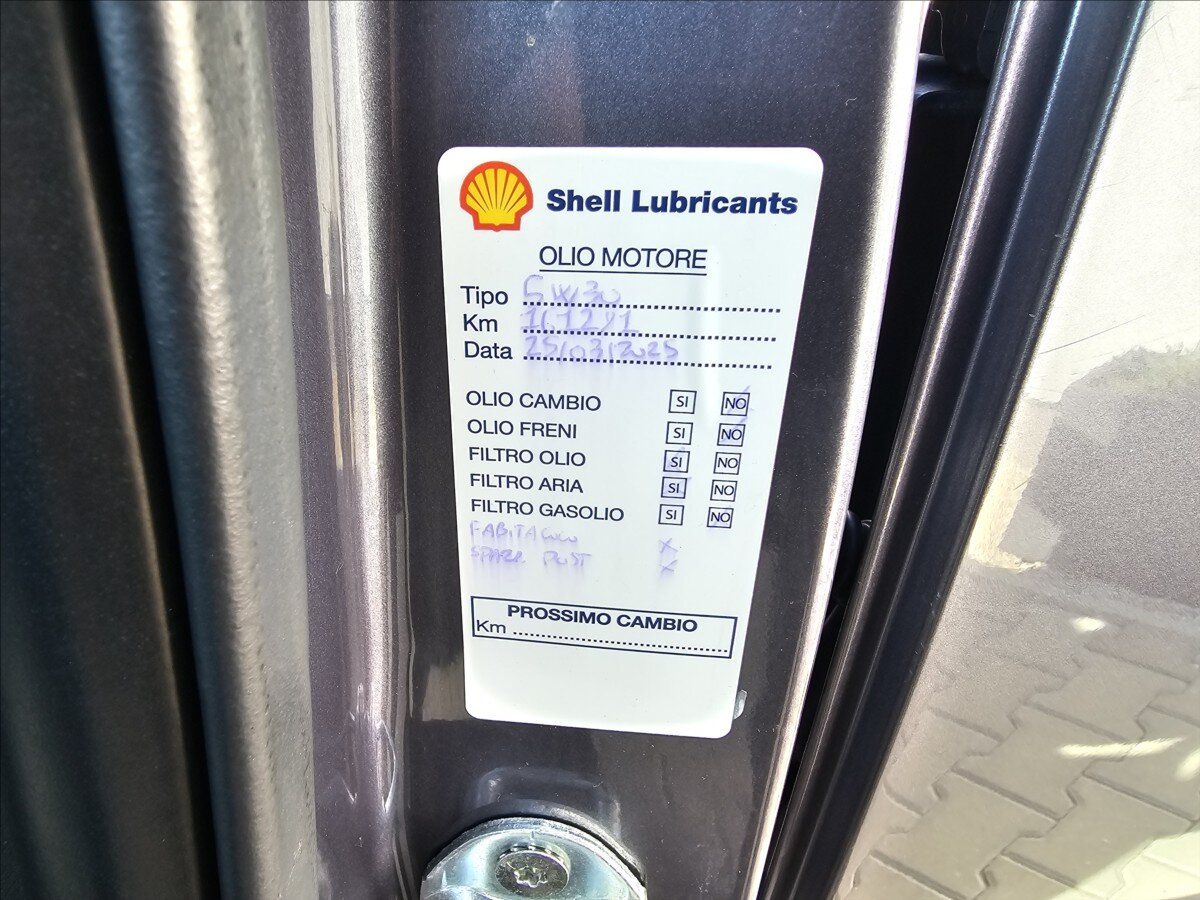 Shell Lubricants
OLIO MOTORE
Tipo 5W30
Km
Data 25/03/2025
OLIO CAMBIO SI NO
OLIO FRENI SI NO
FILTRO OLIO SI NO
FILTRO ARIA SI NO
FILTRO GASOLIO SI NO
X
X
PROSSIMO CAMBIO
Km